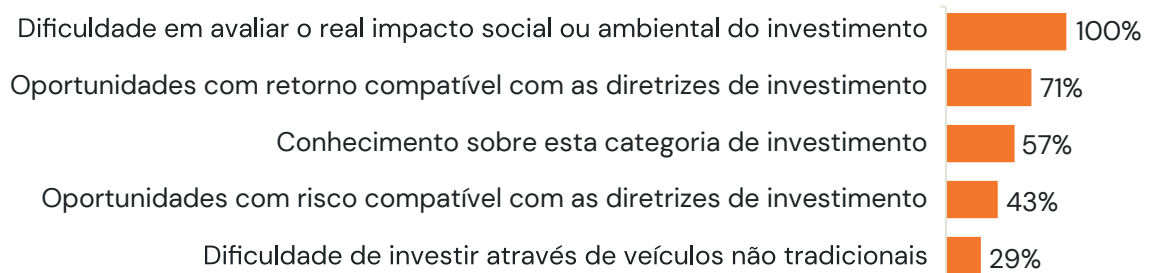 Dificuldade em avaliar o real impacto social ou ambiental do investimento 100%
Oportunidades com retorno compatível com as diretrizes de investimento 71%
Conhecimento sobre esta categoria de investimento 57%
Oportunidades com risco compatível com as diretrizes de investimento 43%
Dificuldade de investir através de veículos não tradicionais 29%